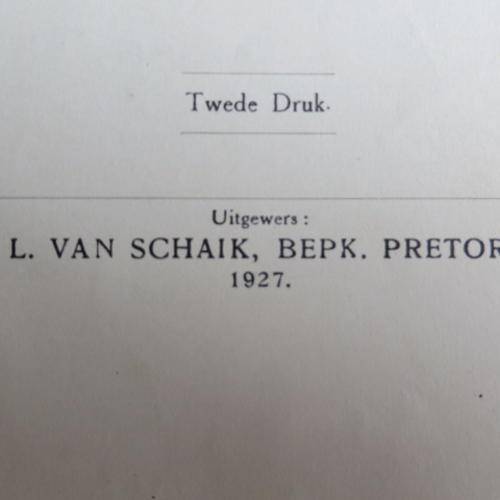 Twede Druk.
Uitgewers :
L. VAN SCHAIK, BEPK. PRETOR
1927.